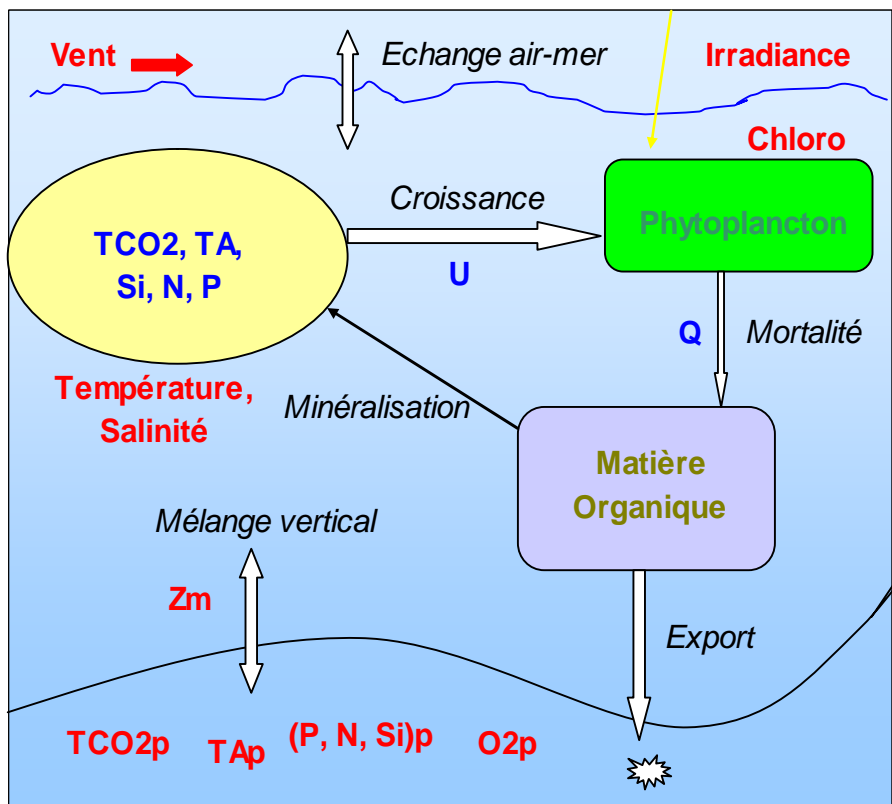 Vent
Echange air-mer
Irradiance
Chloro
Croissance
Phytoplancton
TCO2, TA,
Si, N, P
U
Q
Mortalité
Température,
Salinité
Minéralisation
Matière
Organique
Mélange vertical
Zm
Export
TCO2p
TAp
(P, N, Si)p
O2p